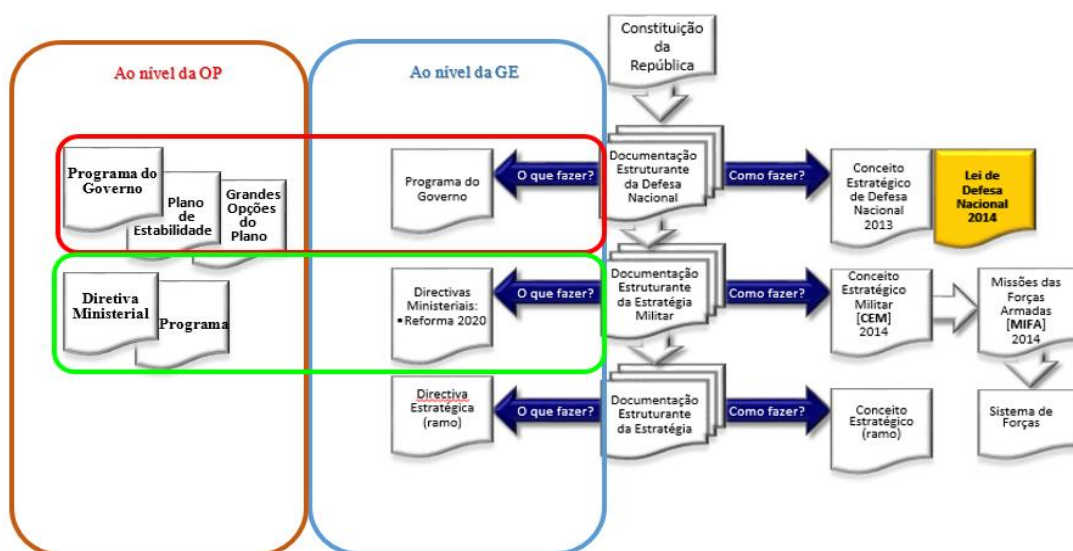 Ao nível da OP
Ao nível da GE
Constituição
da
República
Programa do
Governo
Plano
de
Estabilidade
Grandes
Opções do
Plano
Programa do
Governo
O que fazer?
Documentação
Estruturante
da Defesa
Nacional
Como fazer?
Conceito
Estratégico
de Defesa
Nacional
2013
Lei de
Defesa
Nacional
2014
Diretiva
Ministerial
Programa
Directivas
Ministeriais:
▪Reforma 2020
O que fazer?
Documentação
Estruturante
da Estratégia
Militar
Como fazer?
Conceito
Estratégico
Militar
[CEM]
2014
Missões das
Forças
Armadas
[MIFA]
2014
Directiva
Estratégica
(ramo)
O que fazer?
Documentação
Estruturante
da Estratégia
Como fazer?
Conceito
Estratégico
(ramo)
Sistema de
Forças